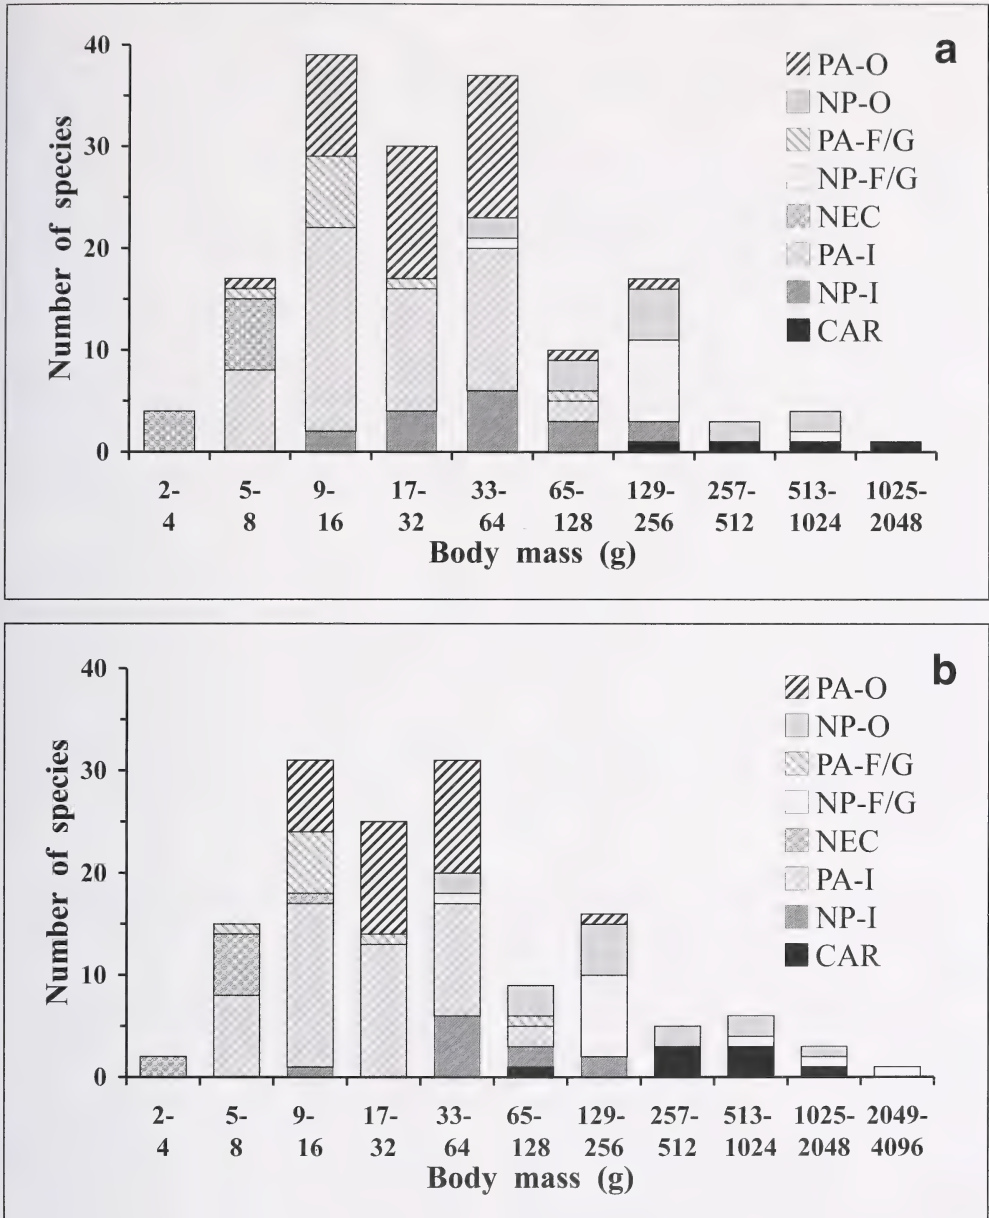 a
40
30
20
10
0
Number of species
PA-O
NP-O
PA-F/G
NP-F/G
NEC
PA-I
NP-I
CAR
2- 5- 9- 17- 33- 65- 129- 257- 513- 1025-
4 8 16 32 64 128 256 512 1024 2048
Body mass (g)
b
40
30
20
10
0
Number of species
PA-O
NP-O
PA-F/G
NP-F/G
NEC
PA-I
NP-I
CAR
2- 5- 9- 17- 33- 65- 129- 257- 513- 1025- 2049-
4 8 16 32 64 128 256 512 1024 2048 4096
Body mass (g)